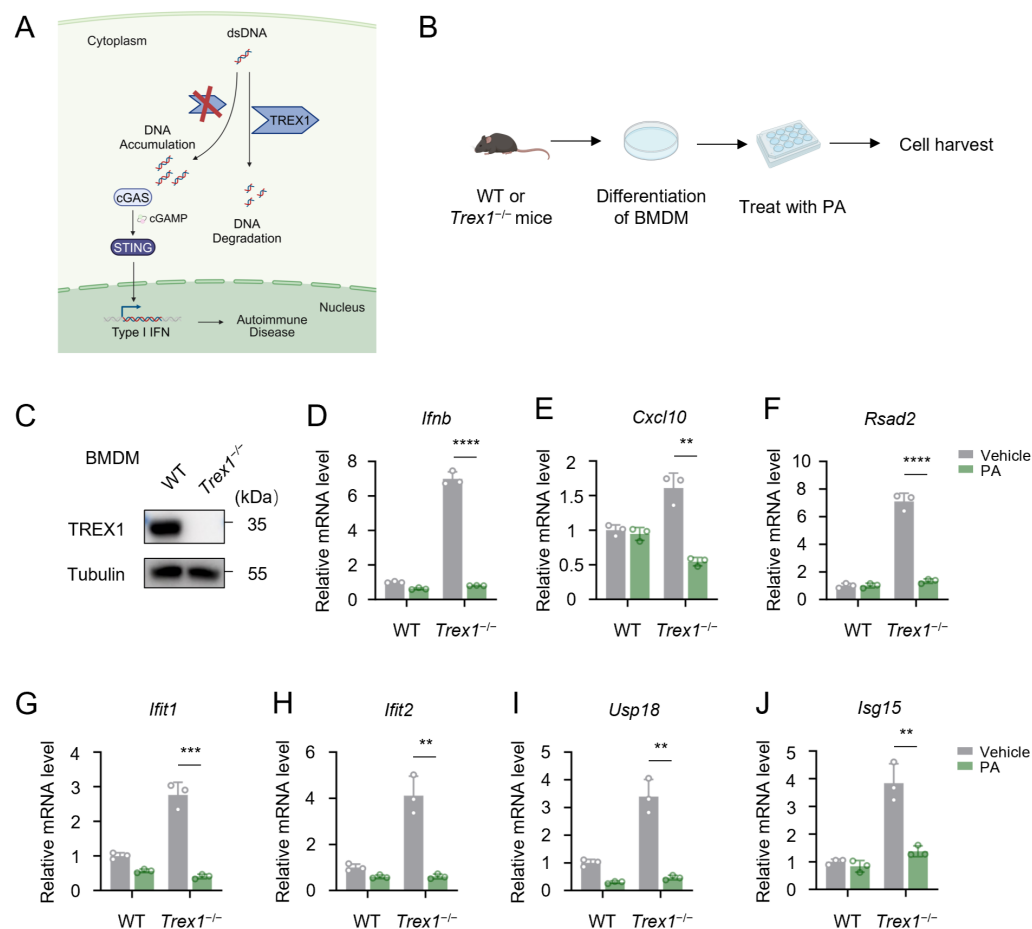 A
Cytoplasm
dsDNA
TREX1
DNA
Accumulation
cGAS
cGAMP
STING
DNA
Degradation
Nucleus
Type I IFN
Autoimmune
Disease
B
WT or
Trex1⁻/⁻ mice
Differentiation
of BMDM
Treat with PA
Cell harvest
C
BMDM
WT
Trex1⁻/⁻
(kDa)
TREX1
35
Tubulin
55
D
Ifnb
Relative mRNA level
8
6
4
2
0
****
WT
Trex1⁻/⁻
E
Cxcl10
Relative mRNA level
2
1.5
1
0.5
0
**
WT
Trex1⁻/⁻
F
Rsad2
Relative mRNA level
10
8
6
4
2
0
****
WT
Trex1⁻/⁻
Vehicle
PA
G
Ifit1
Relative mRNA level
4
3
2
1
0
***
WT
Trex1⁻/⁻
H
Ifit2
Relative mRNA level
6
4
2
0
**
WT
Trex1⁻/⁻
I
Usp18
Relative mRNA level
5
4
3
2
1
0
**
WT
Trex1⁻/⁻
J
Isg15
Relative mRNA level
5
4
3
2
1
0
**
WT
Trex1⁻/⁻
Vehicle
PA